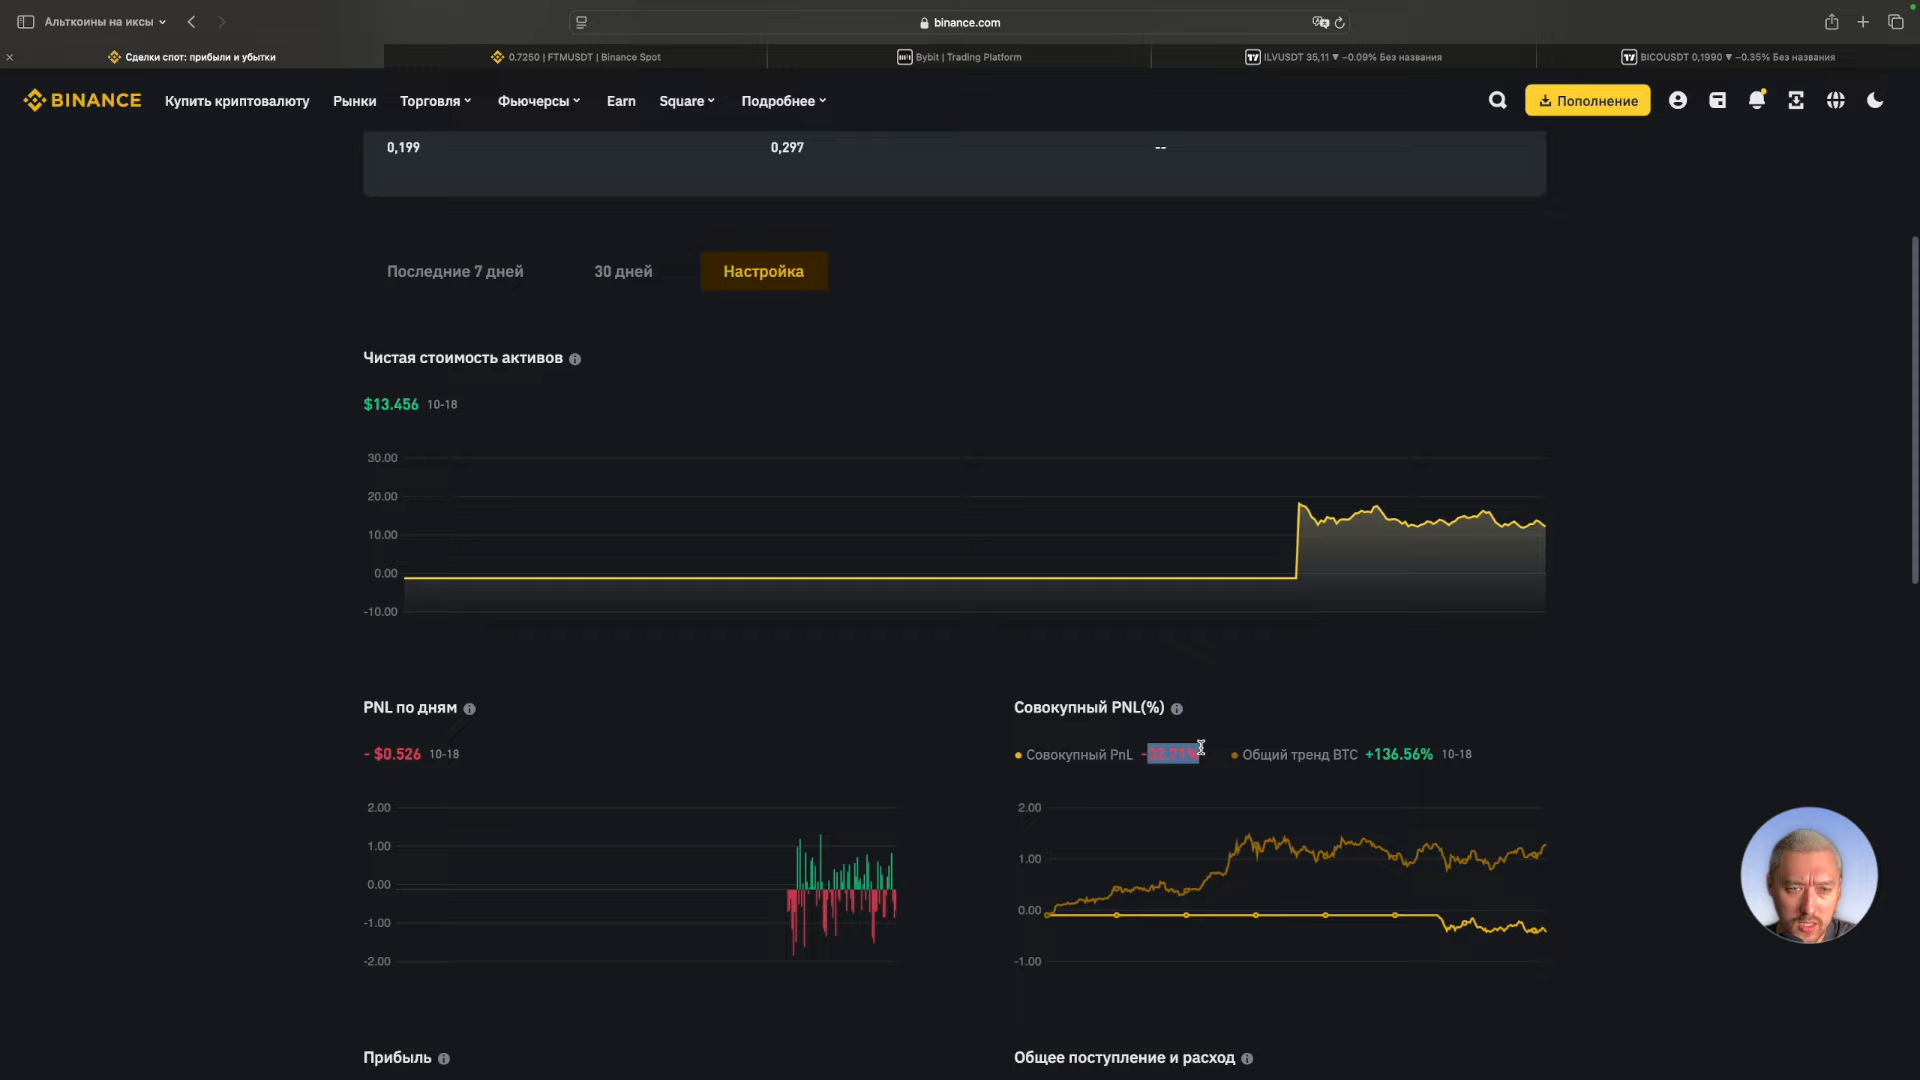 Альткоины на иксы
binance.com
Сделки спот: прибыли и убытки
0.7250 | FTMUSDT | Binance Spot
Bybit | Trading Platform
ILVUSDT 35,11 ▼ −0.09% Без названия
BICOUSDT 0,1990 ▼ −0.35% Без названия
BINANCE
Купить криптовалюту
Рынки
Торговля
Фьючерсы
Earn
Square
Подробнее
Пополнение
0,199
0,297
--
Последние 7 дней
30 дней
Настройка
Чистая стоимость активов
$13.456 10-18
30.00
20.00
10.00
0.00
-10.00
PNL по дням
- $0.526 10-18
2.00
1.00
0.00
-1.00
-2.00
Совокупный PNL(%)
Совокупный PnL -32.71%
Общий тренд BTC +136.56% 10-18
2.00
1.00
0.00
-1.00
Прибыль
Общее поступление и расход